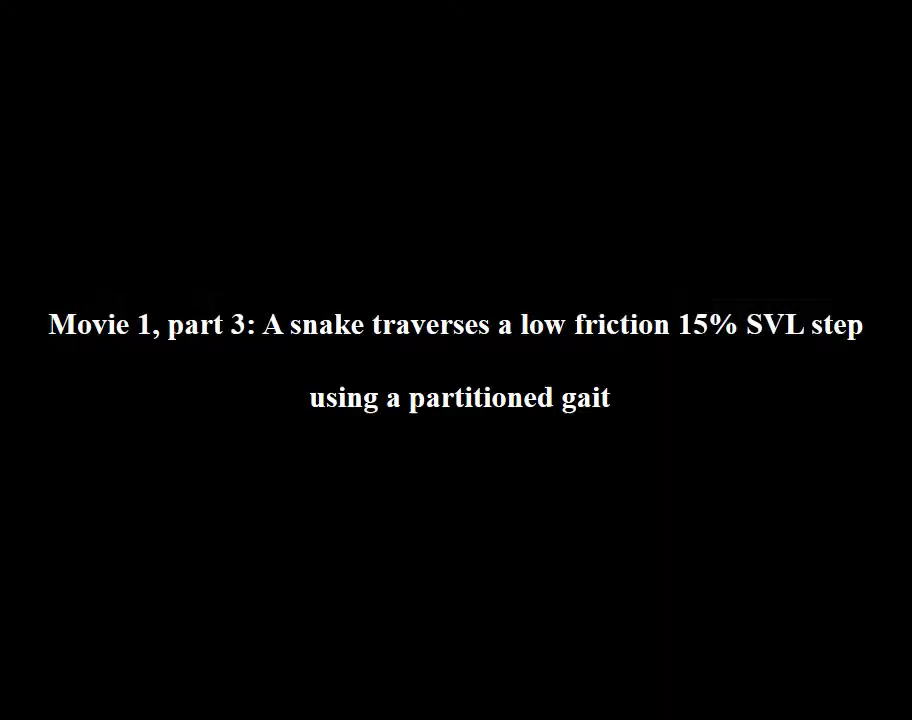 Movie 1, part 3: A snake traverses a low friction 15% SVL step
using a partitioned gait